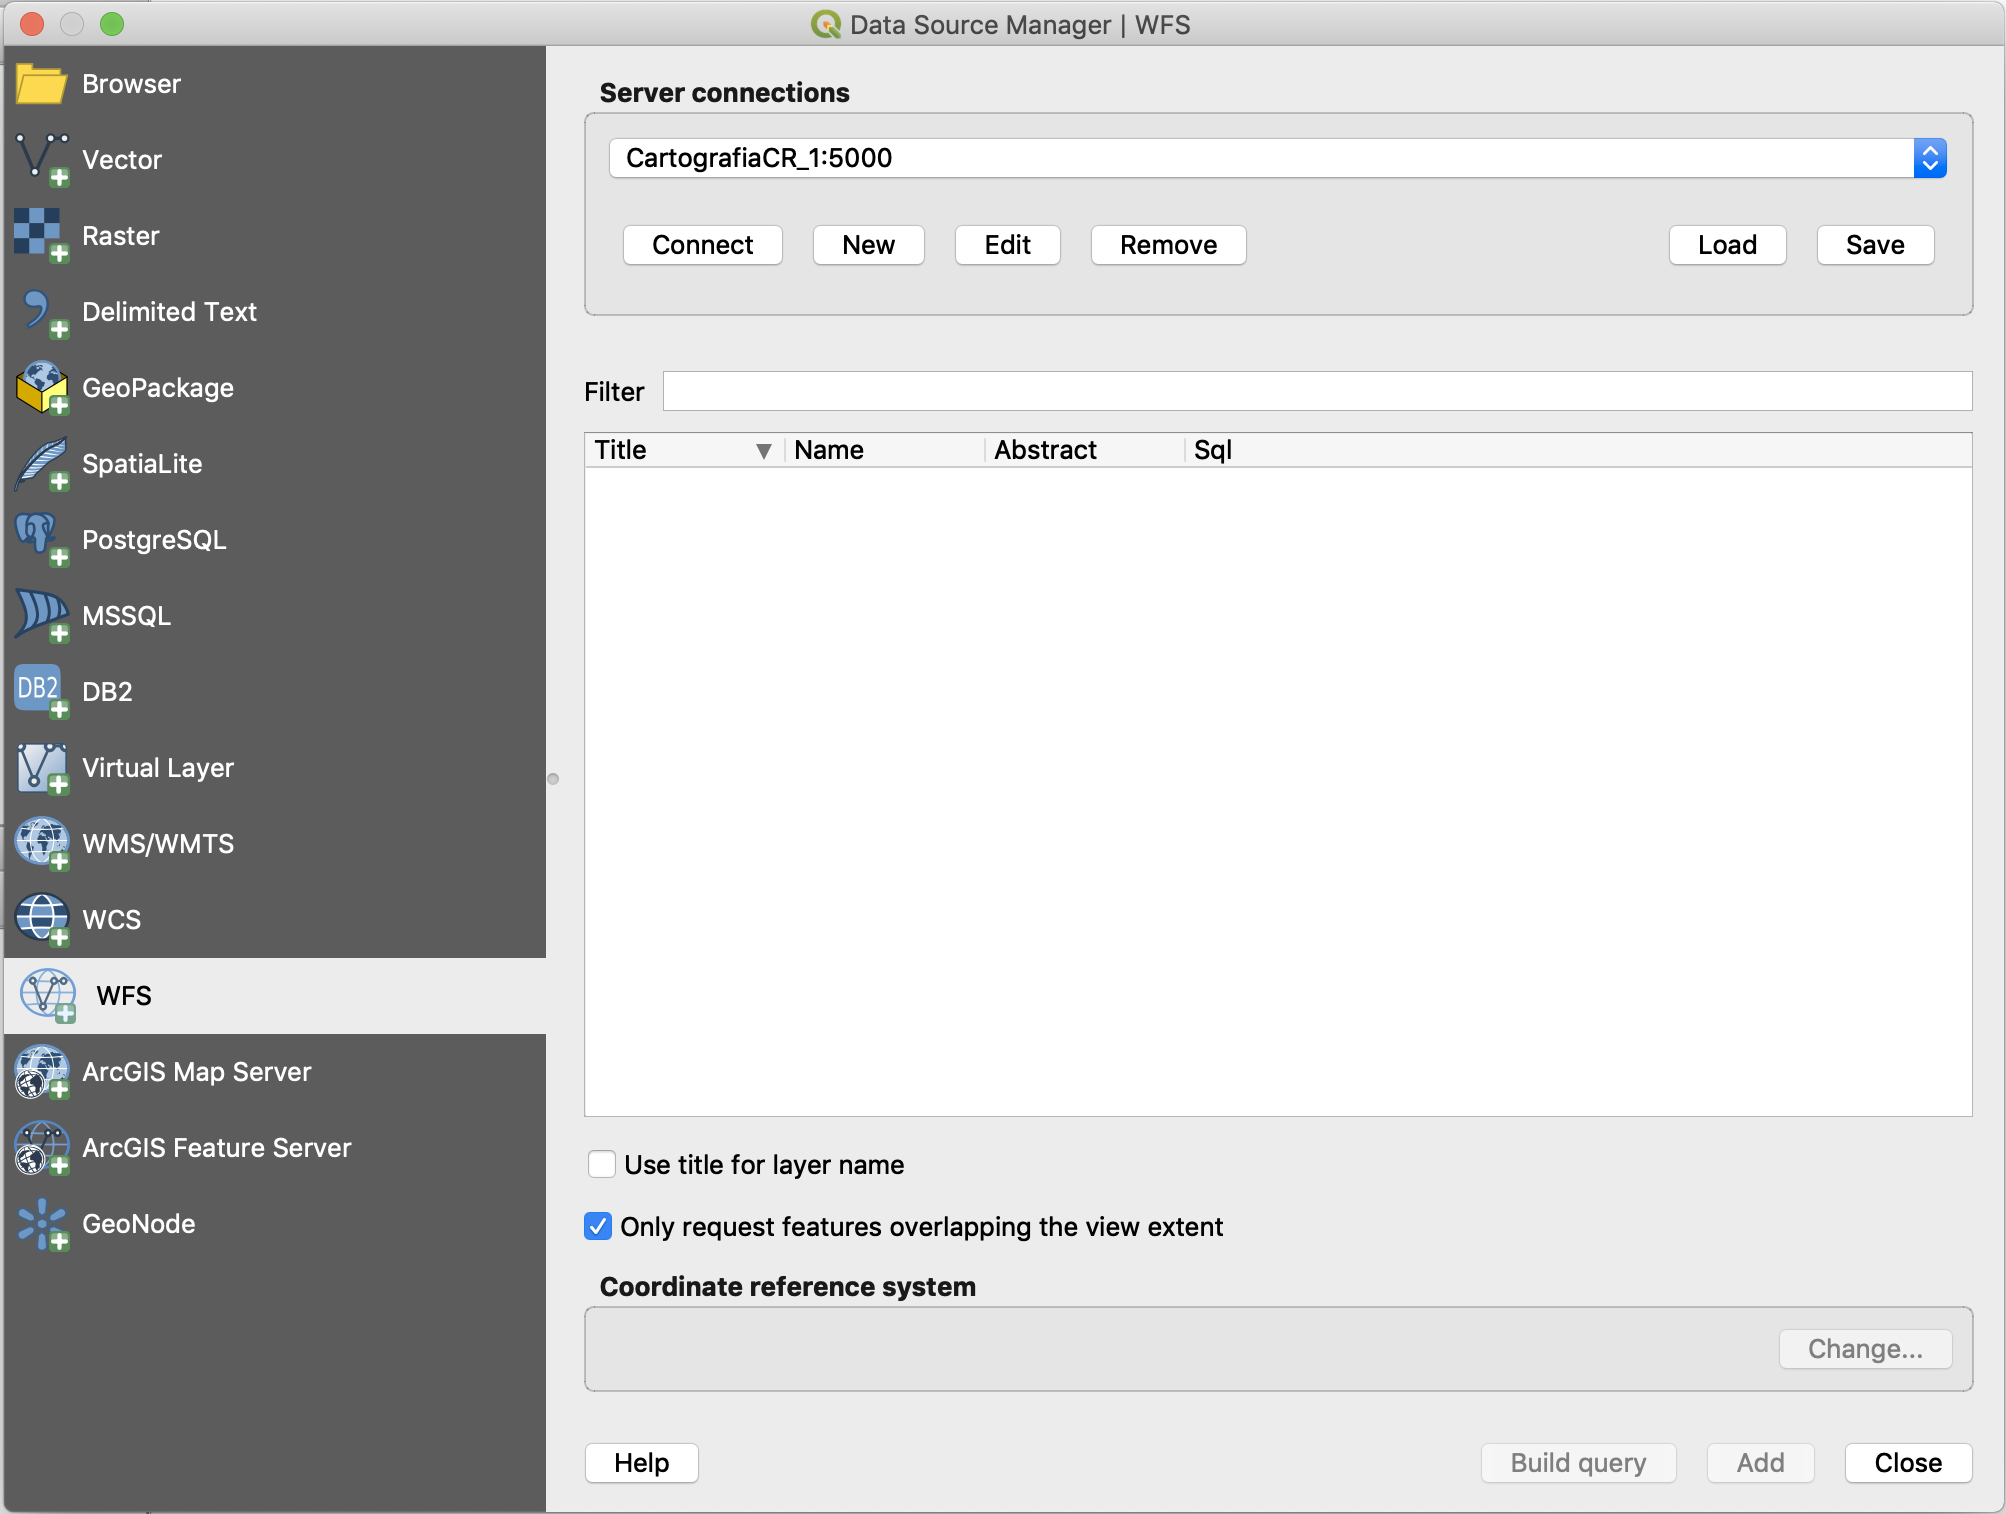 Data Source Manager | WFS
Browser
Vector
Raster
Delimited Text
GeoPackage
SpatiaLite
PostgreSQL
MSSQL
DB2
DB2
Virtual Layer
WMS/WMTS
WCS
WFS
ArcGIS Map Server
ArcGIS Feature Server
GeoNode
Server connections
CartografiaCR_1:5000
Connect New Edit Remove Load Save
Filter
Title Name Abstract Sql
Use title for layer name
Only request features overlapping the view extent
Coordinate reference system
Change...
Help Build query Add Close